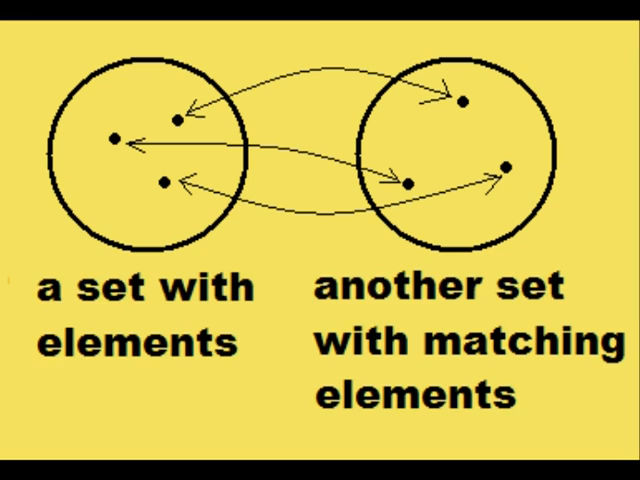 a set with
elements
another set
with matching
elements